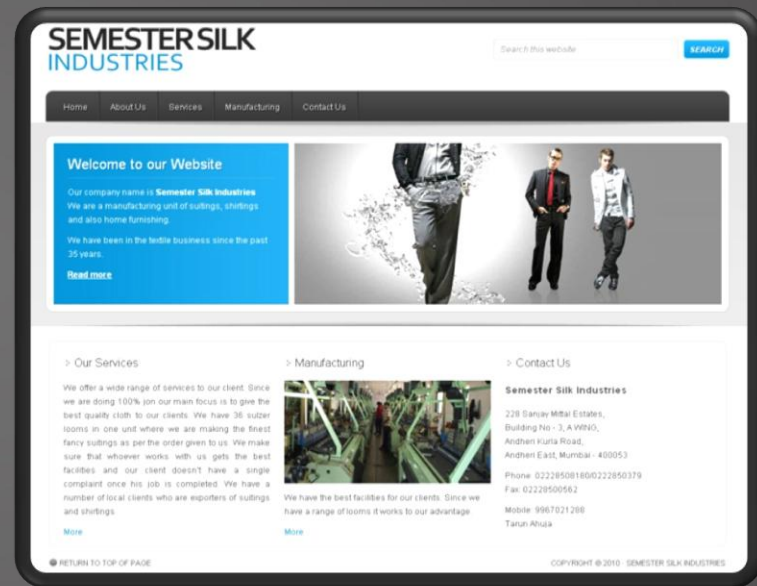 SEMESTER SILK
INDUSTRIES
Search this website
SEARCH
Home
About Us
Services
Manufacturing
Contact Us
Welcome to our Website
Our company name is Semester Silk Industries
We are a manufacturing unit of suitings, shirtings
and also home furnishing.
We have been in the textile business since the past
35 years.
Read more
> Our Services
We offer a wide range of services to our client. Since
we are doing 100% jon our main focus is to give the
best quality cloth to our clients. We have 36 sulzer
looms in one unit where we are making the finest
fancy suitings as per the order given to us. We make
sure that whoever works with us gets the best
facilities and our client doesn't have a single
complaint once his job is completed. We have a
number of local clients who are exporters of suitings
and shirtings.
More
> Manufacturing
We have the best facilities for our clients. Since we
have a range of looms it works to our advantage.
More
> Contact Us
Semester Silk Industries
228 Sanjay Mittal Estates,
Building No - 3, A WING,
Andheri Kurla Road,
Andheri East, Mumbai - 400053
Phone: 02228508180/0222850379
Fax: 02228500562
Mobile: 9967021288
Tarun Ahuja
RETURN TO TOP OF PAGE
COPYRIGHT © 2010 · SEMESTER SILK INDUSTRIES